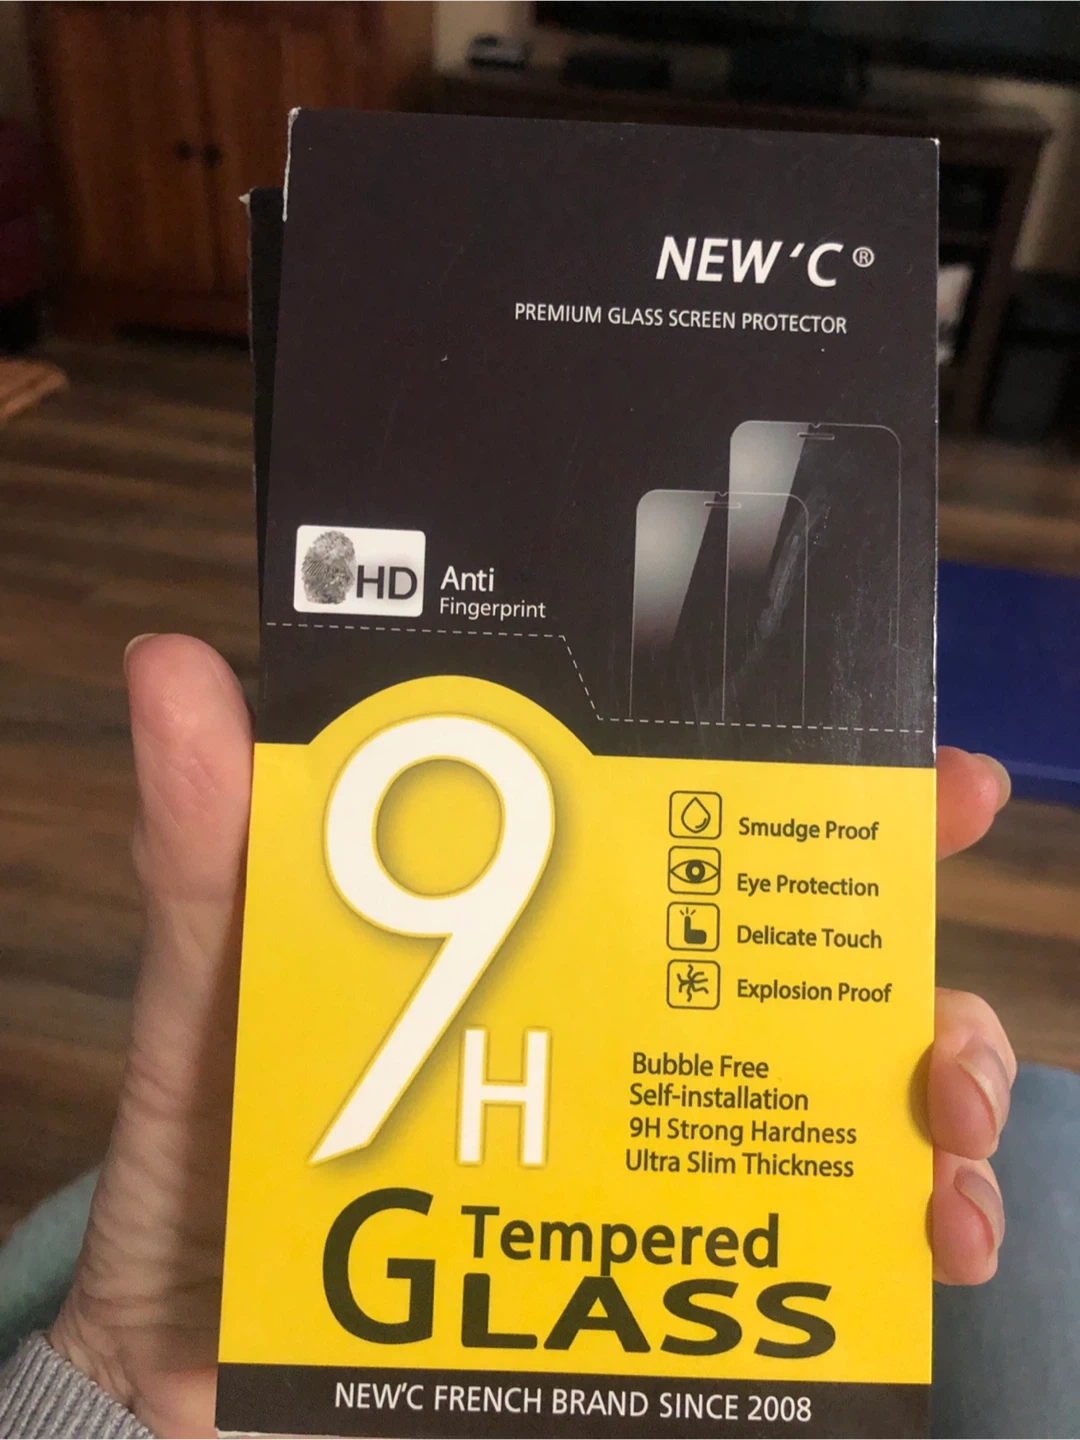 NEW'C®
PREMIUM GLASS SCREEN PROTECTOR
HD
Anti
Fingerprint
9H
Smudge Proof
Eye Protection
Delicate Touch
Explosion Proof
Bubble Free
Self-installation
9H Strong Hardness
Ultra Slim Thickness
Tempered
GLASS
NEW'C FRENCH BRAND SINCE 2008